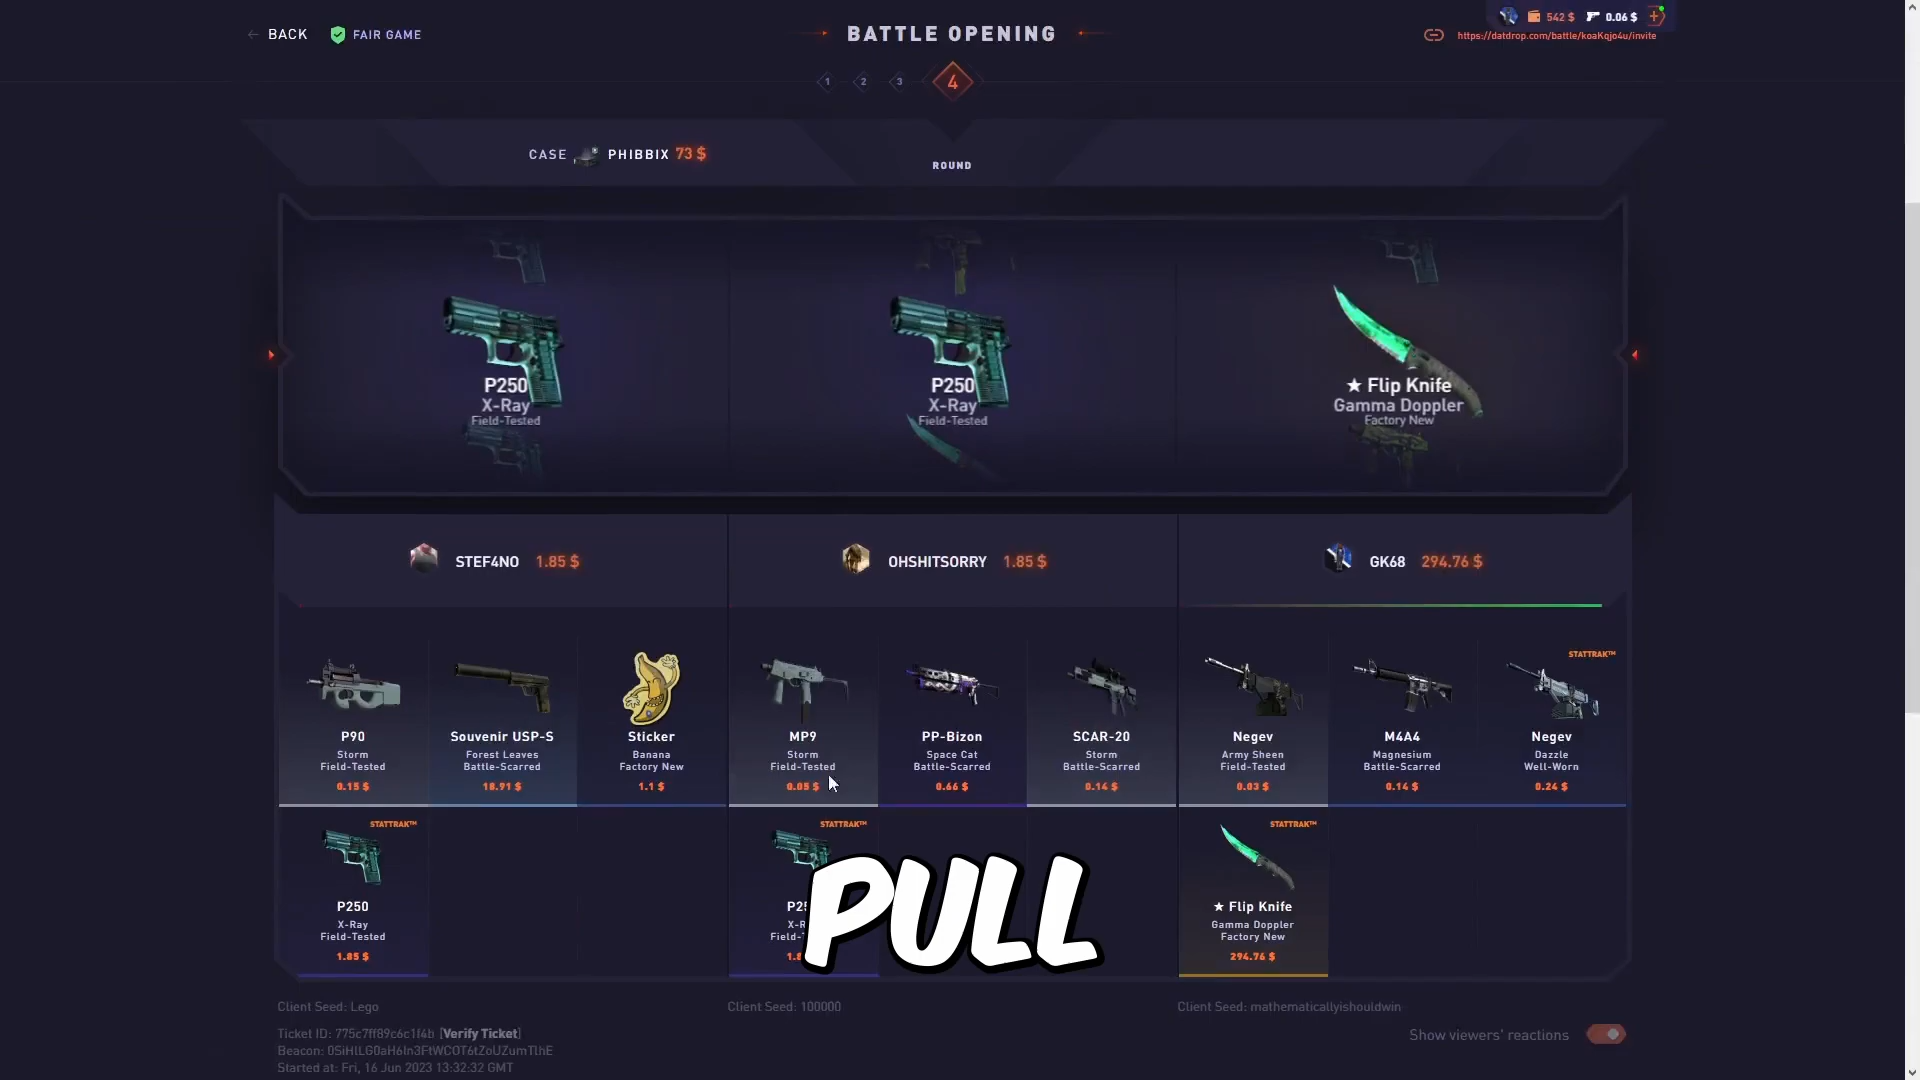 BACK
FAIR GAME
BATTLE OPENING
542 $
0.06 $
https://datdrop.com/battle/koaKqjo4u/invite
1
2
3
4
CASE PHIBBIX 73 $
ROUND
P250
X-Ray
Field-Tested
P250
X-Ray
Field-Tested
★ Flip Knife
Gamma Doppler
Factory New
STEF4NO 1.85 $
OHSHITSORRY 1.85 $
GK68 294.76 $
P90
Storm
Field-Tested
0.15 $
Souvenir USP-S
Forest Leaves
Battle-Scarred
18.91 $
Sticker
Banana
Factory New
1.1 $
MP9
Storm
Field-Tested
0.05 $
PP-Bizon
Space Cat
Battle-Scarred
0.66 $
SCAR-20
Storm
Battle-Scarred
0.14 $
Negev
Army Sheen
Field-Tested
0.03 $
M4A4
Magnesium
Battle-Scarred
0.14 $
STATTRAK™
Negev
Dazzle
Well-Worn
0.24 $
STATTRAK™
P250
X-Ray
Field-Tested
1.85 $
STATTRAK™
PULL
STATTRAK™
★ Flip Knife
Gamma Doppler
Factory New
294.76 $
Client Seed: Lego
Client Seed: 100000
Client Seed: mathematicallyishouldwin
Ticket ID: 775c7ff89c6c1f4b [Verify Ticket]
Beacon: 0SiHlLG0aH6In3FtWCOT6tZoUZumTlhE
Started at: Fri, 16 Jun 2023 13:32:32 GMT
Show viewers' reactions